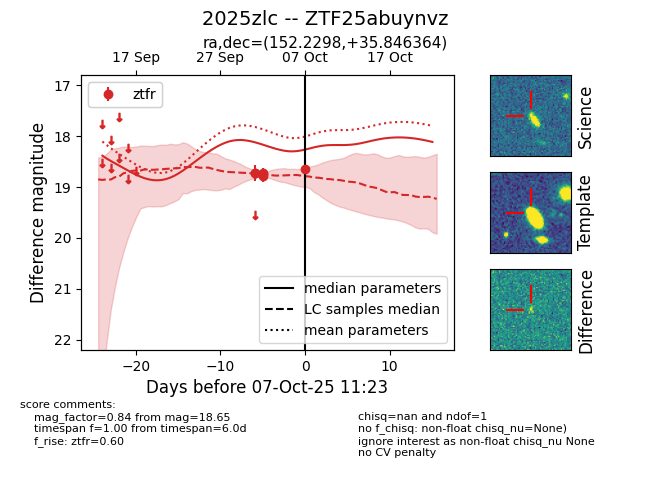 2025zlc -- ZTF25abuynvz
ra,dec=(152.2298,+35.846364)
17 Sep 27 Sep 07 Oct 17 Oct
ztfr
17
18
19
20
21
22
Difference magnitude
median parameters
LC samples median
mean parameters
−20 −10 0 10
Days before 07-Oct-25 11:23
Science
Template
Difference
score comments:
mag_factor=0.84 from mag=18.65
timespan f=1.00 from timespan=6.0d
f_rise: ztfr=0.60
chisq=nan and ndof=1
no f_chisq: non-float chisq_nu=None)
ignore interest as non-float chisq_nu None
no CV penalty